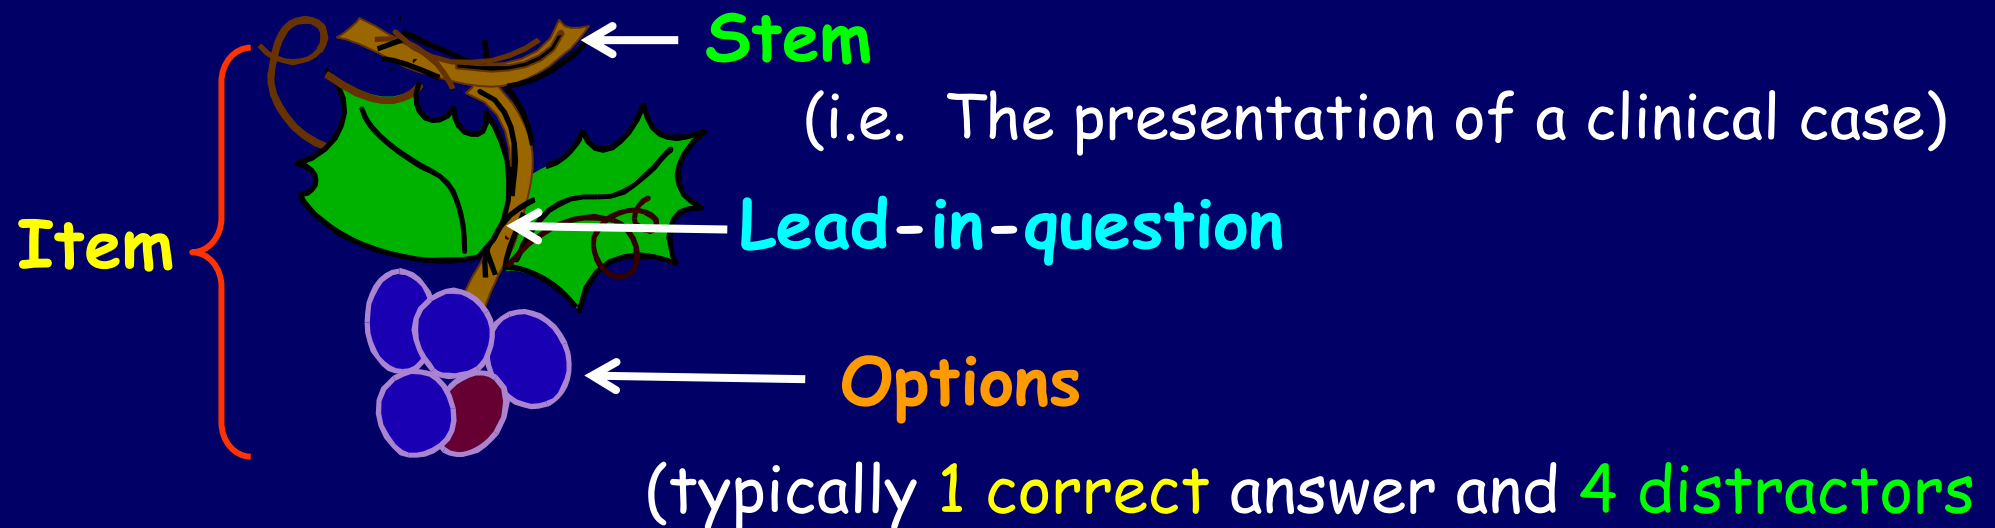 Stem
(i.e. The presentation of a clinical case)
Item
Lead-in-question
Options
(typically 1 correct answer and 4 distractors